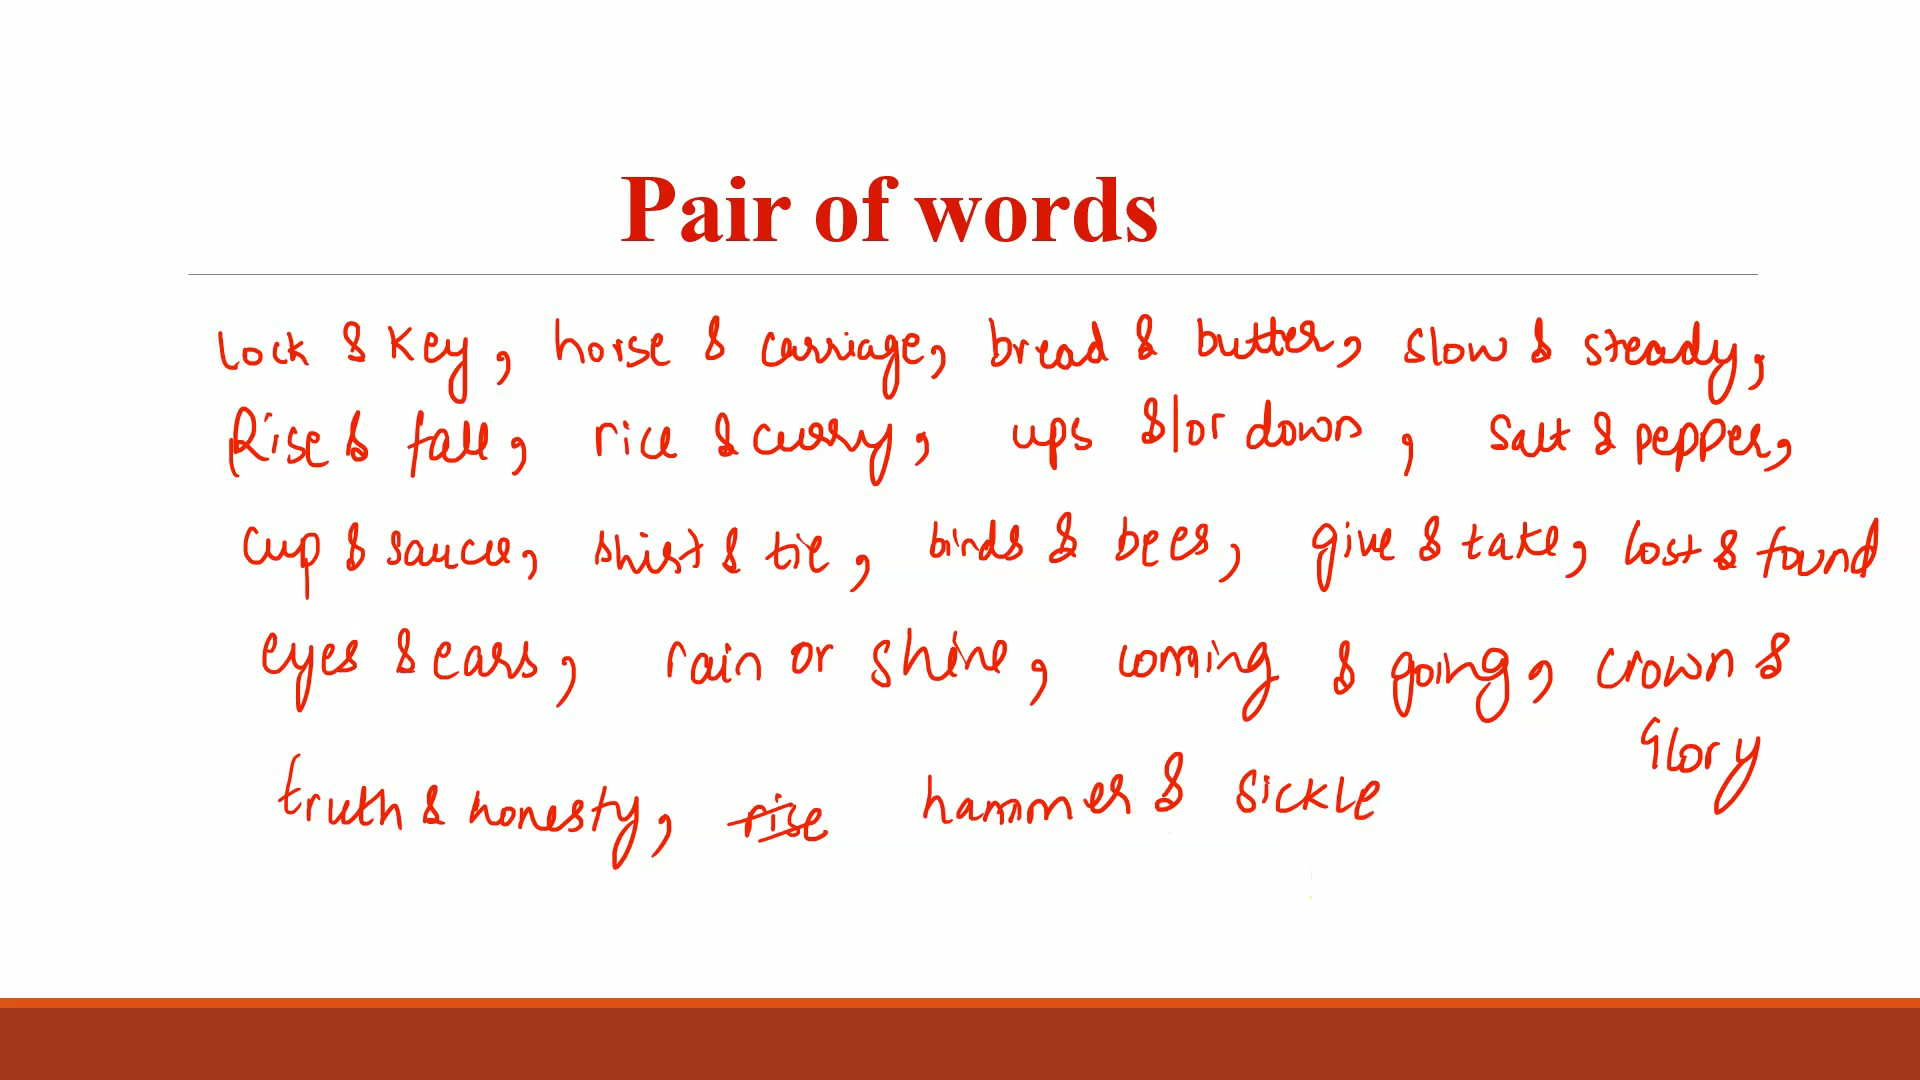 Pair of words
lock & key, horse & carriage, bread & butter, slow & steady,
Rise & fall, rice & curry, ups &/or down, salt & pepper,
cup & saucer, shirt & tie, birds & bees, give & take, lost & found
eyes & ears, rain or shine, coming & going, crown &
Glory
truth & honesty, rise hammer & sickle